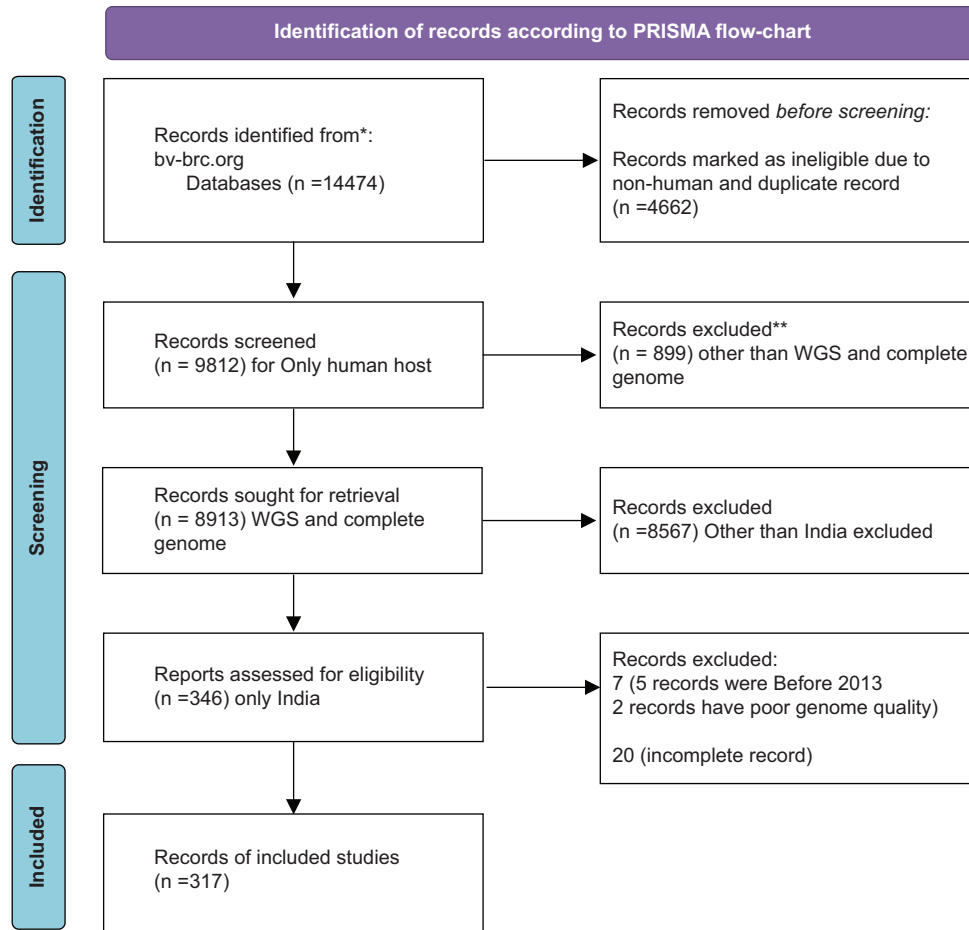 Identification of records according to PRISMA flow-chart
Identification
Records identified from*:
bv-brc.org
Databases (n =14474)
Records removed before screening:
Records marked as ineligible due to
non-human and duplicate record
(n =4662)
Screening
Records screened
(n = 9812) for Only human host
Records excluded**
(n = 899) other than WGS and complete
genome
Records sought for retrieval
(n = 8913) WGS and complete
genome
Records excluded
(n =8567) Other than India excluded
Reports assessed for eligibility
(n =346) only India
Records excluded:
7 (5 records were Before 2013
2 records have poor genome quality)
20 (incomplete record)
Included
Records of included studies
(n =317)